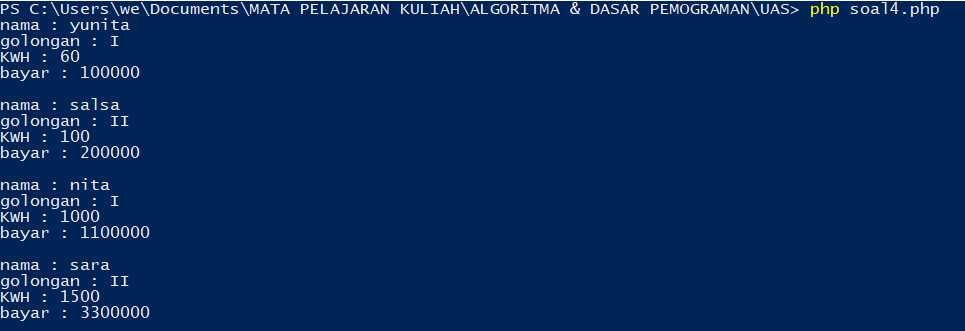 PS C:\Users\we\Documents\MATA PELAJARAN KULIAH\ALGORITMA & DASAR PEMOGRAMAN\UAS> php soal4.php
nama : yunita
golongan : I
KWH : 60
bayar : 100000
nama : salsa
golongan : II
KWH : 100
bayar : 200000
nama : nita
golongan : I
KWH : 1000
bayar : 1100000
nama : sara
golongan : II
KWH : 1500
bayar : 3300000